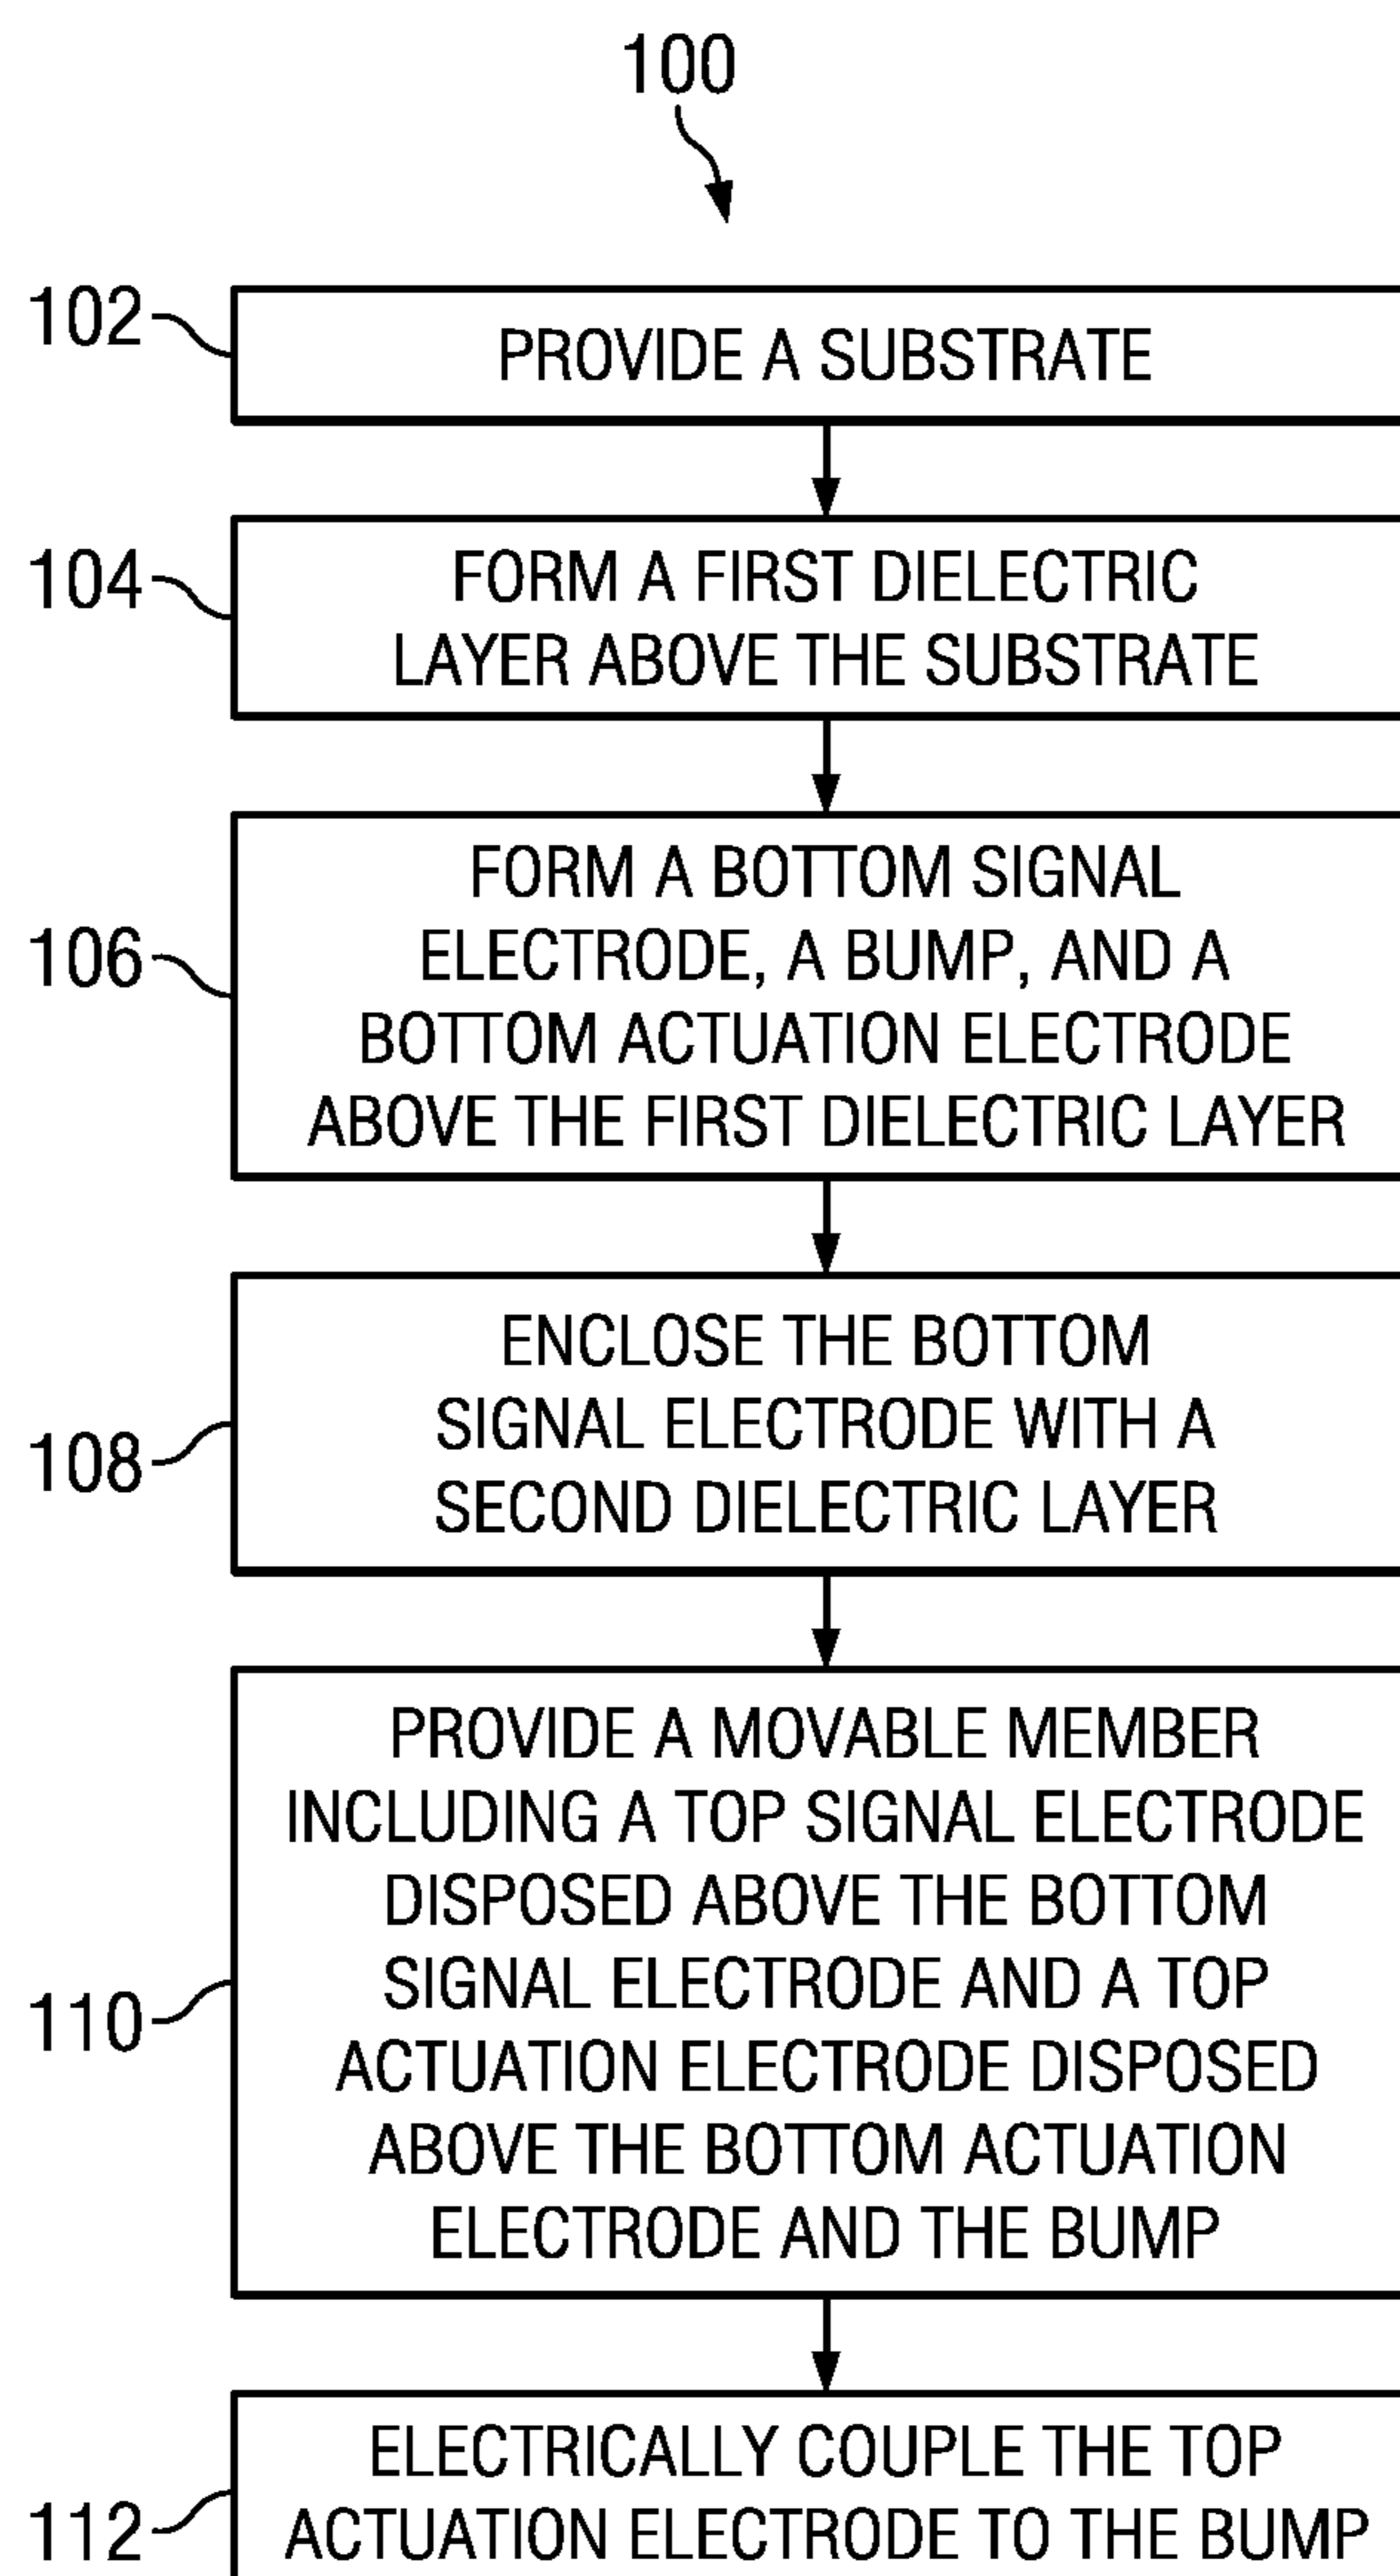 100
102
PROVIDE A SUBSTRATE
104
FORM A FIRST DIELECTRIC
LAYER ABOVE THE SUBSTRATE
106
FORM A BOTTOM SIGNAL
ELECTRODE, A BUMP, AND A
BOTTOM ACTUATION ELECTRODE
ABOVE THE FIRST DIELECTRIC LAYER
108
ENCLOSE THE BOTTOM
SIGNAL ELECTRODE WITH A
SECOND DIELECTRIC LAYER
110
PROVIDE A MOVABLE MEMBER
INCLUDING A TOP SIGNAL ELECTRODE
DISPOSED ABOVE THE BOTTOM
SIGNAL ELECTRODE AND A TOP
ACTUATION ELECTRODE DISPOSED
ABOVE THE BOTTOM ACTUATION
ELECTRODE AND THE BUMP
112
ELECTRICALLY COUPLE THE TOP
ACTUATION ELECTRODE TO THE BUMP